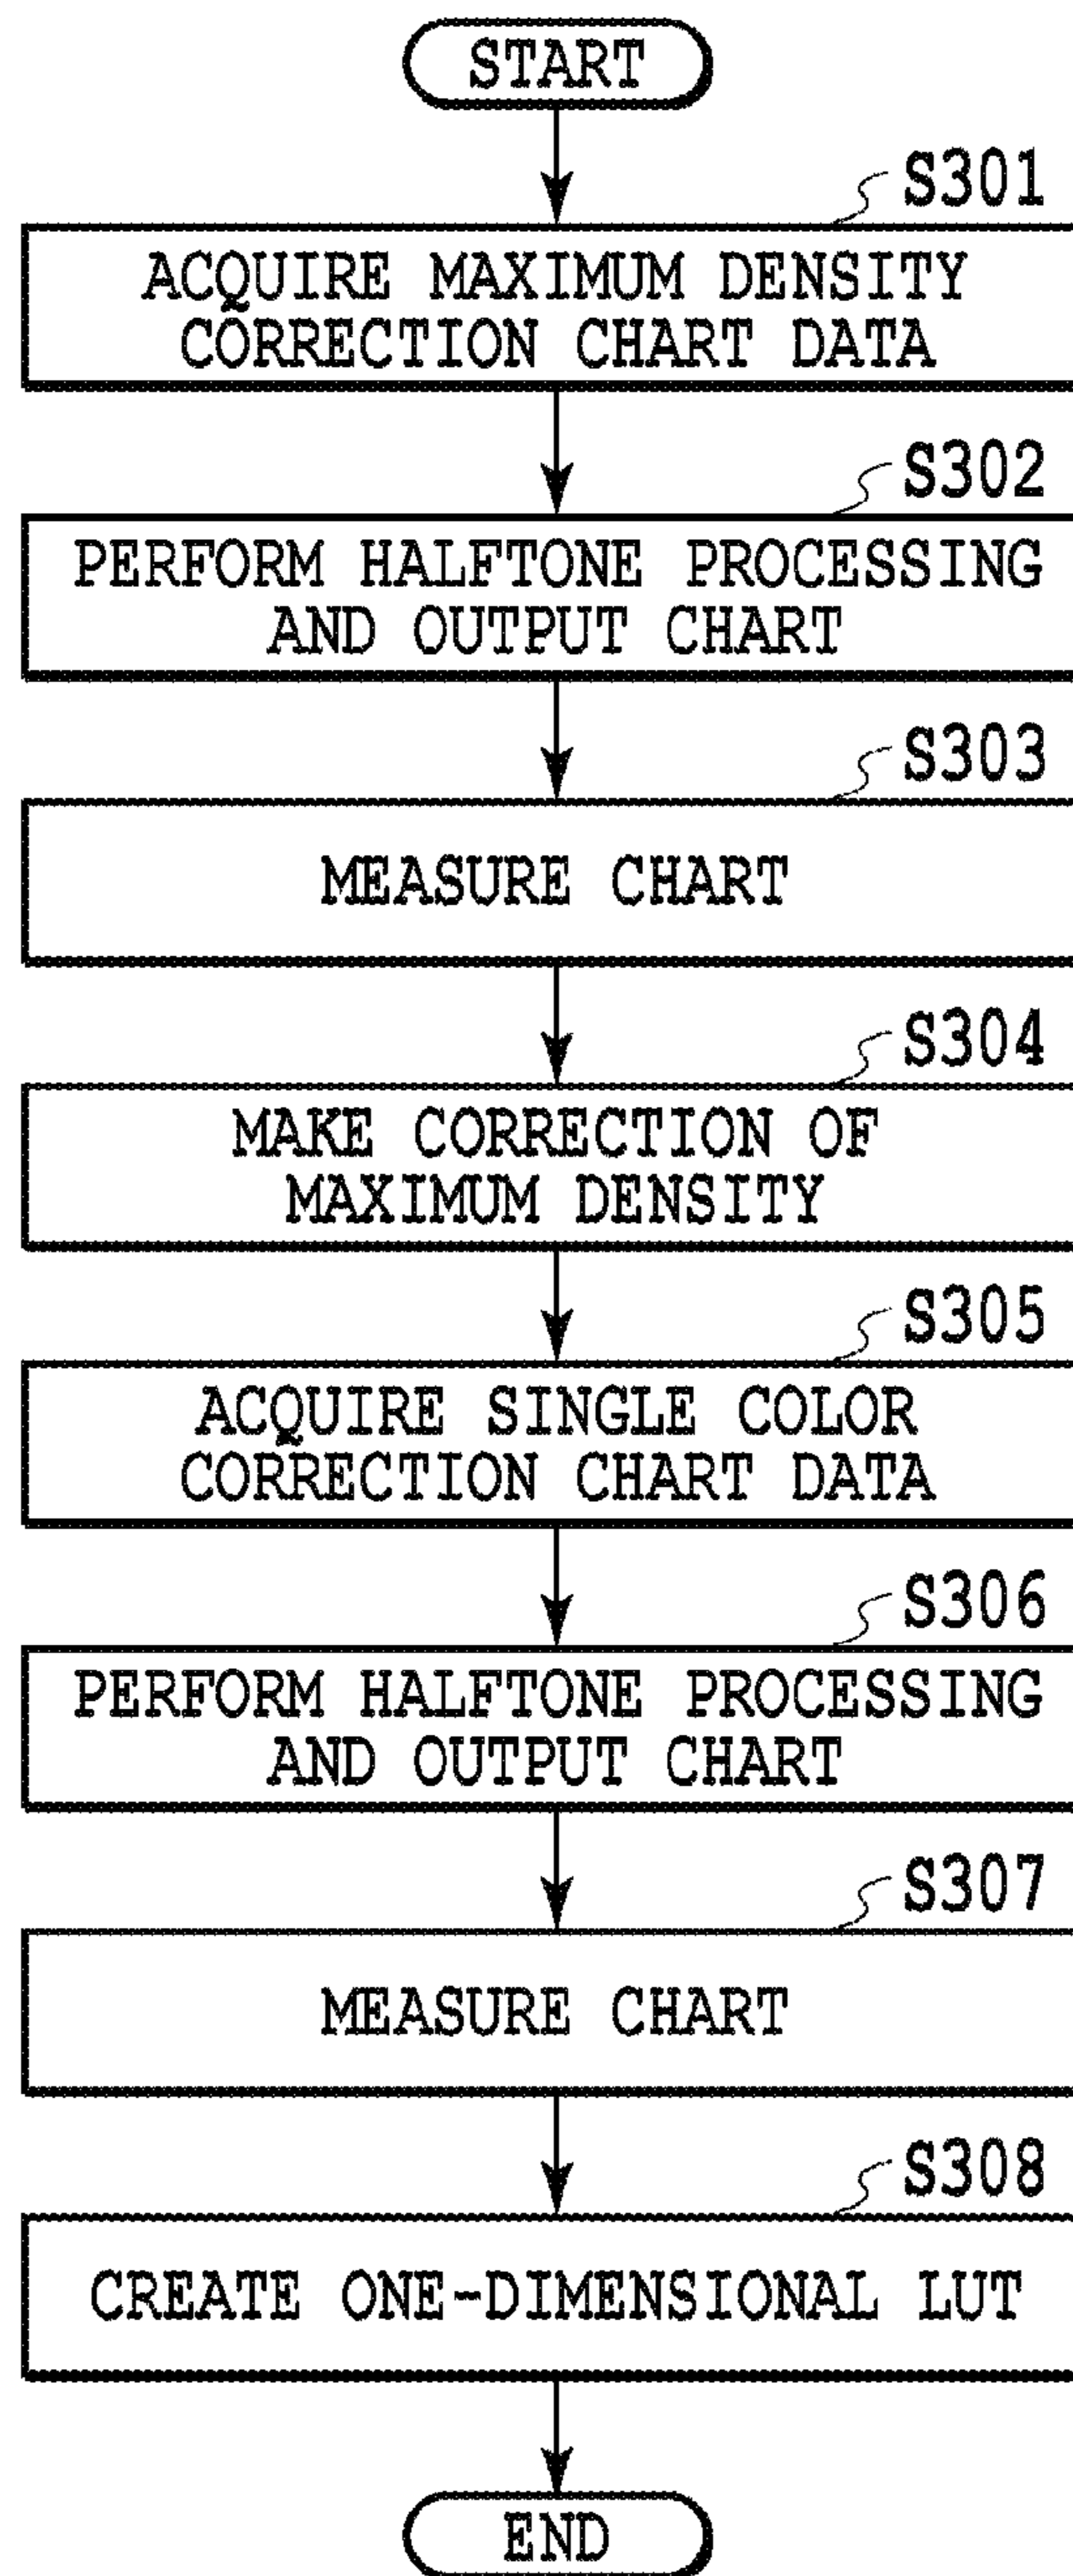 START
S301
ACQUIRE MAXIMUM DENSITY
CORRECTION CHART DATA
S302
PERFORM HALFTONE PROCESSING
AND OUTPUT CHART
S303
MEASURE CHART
S304
MAKE CORRECTION OF
MAXIMUM DENSITY
S305
ACQUIRE SINGLE COLOR
CORRECTION CHART DATA
S306
PERFORM HALFTONE PROCESSING
AND OUTPUT CHART
S307
MEASURE CHART
S308
CREATE ONE-DIMENSIONAL LUT
END